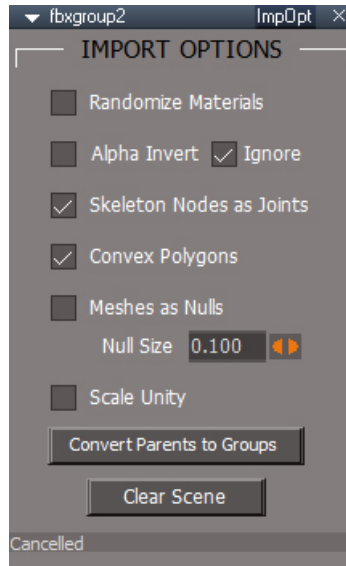 fbxgroup2 ImpOpt
IMPORT OPTIONS
Randomize Materials
Alpha Invert Ignore
Skeleton Nodes as Joints
Convex Polygons
Meshes as Nulls
Null Size 0.100
Scale Unity
Convert Parents to Groups
Clear Scene
Cancelled